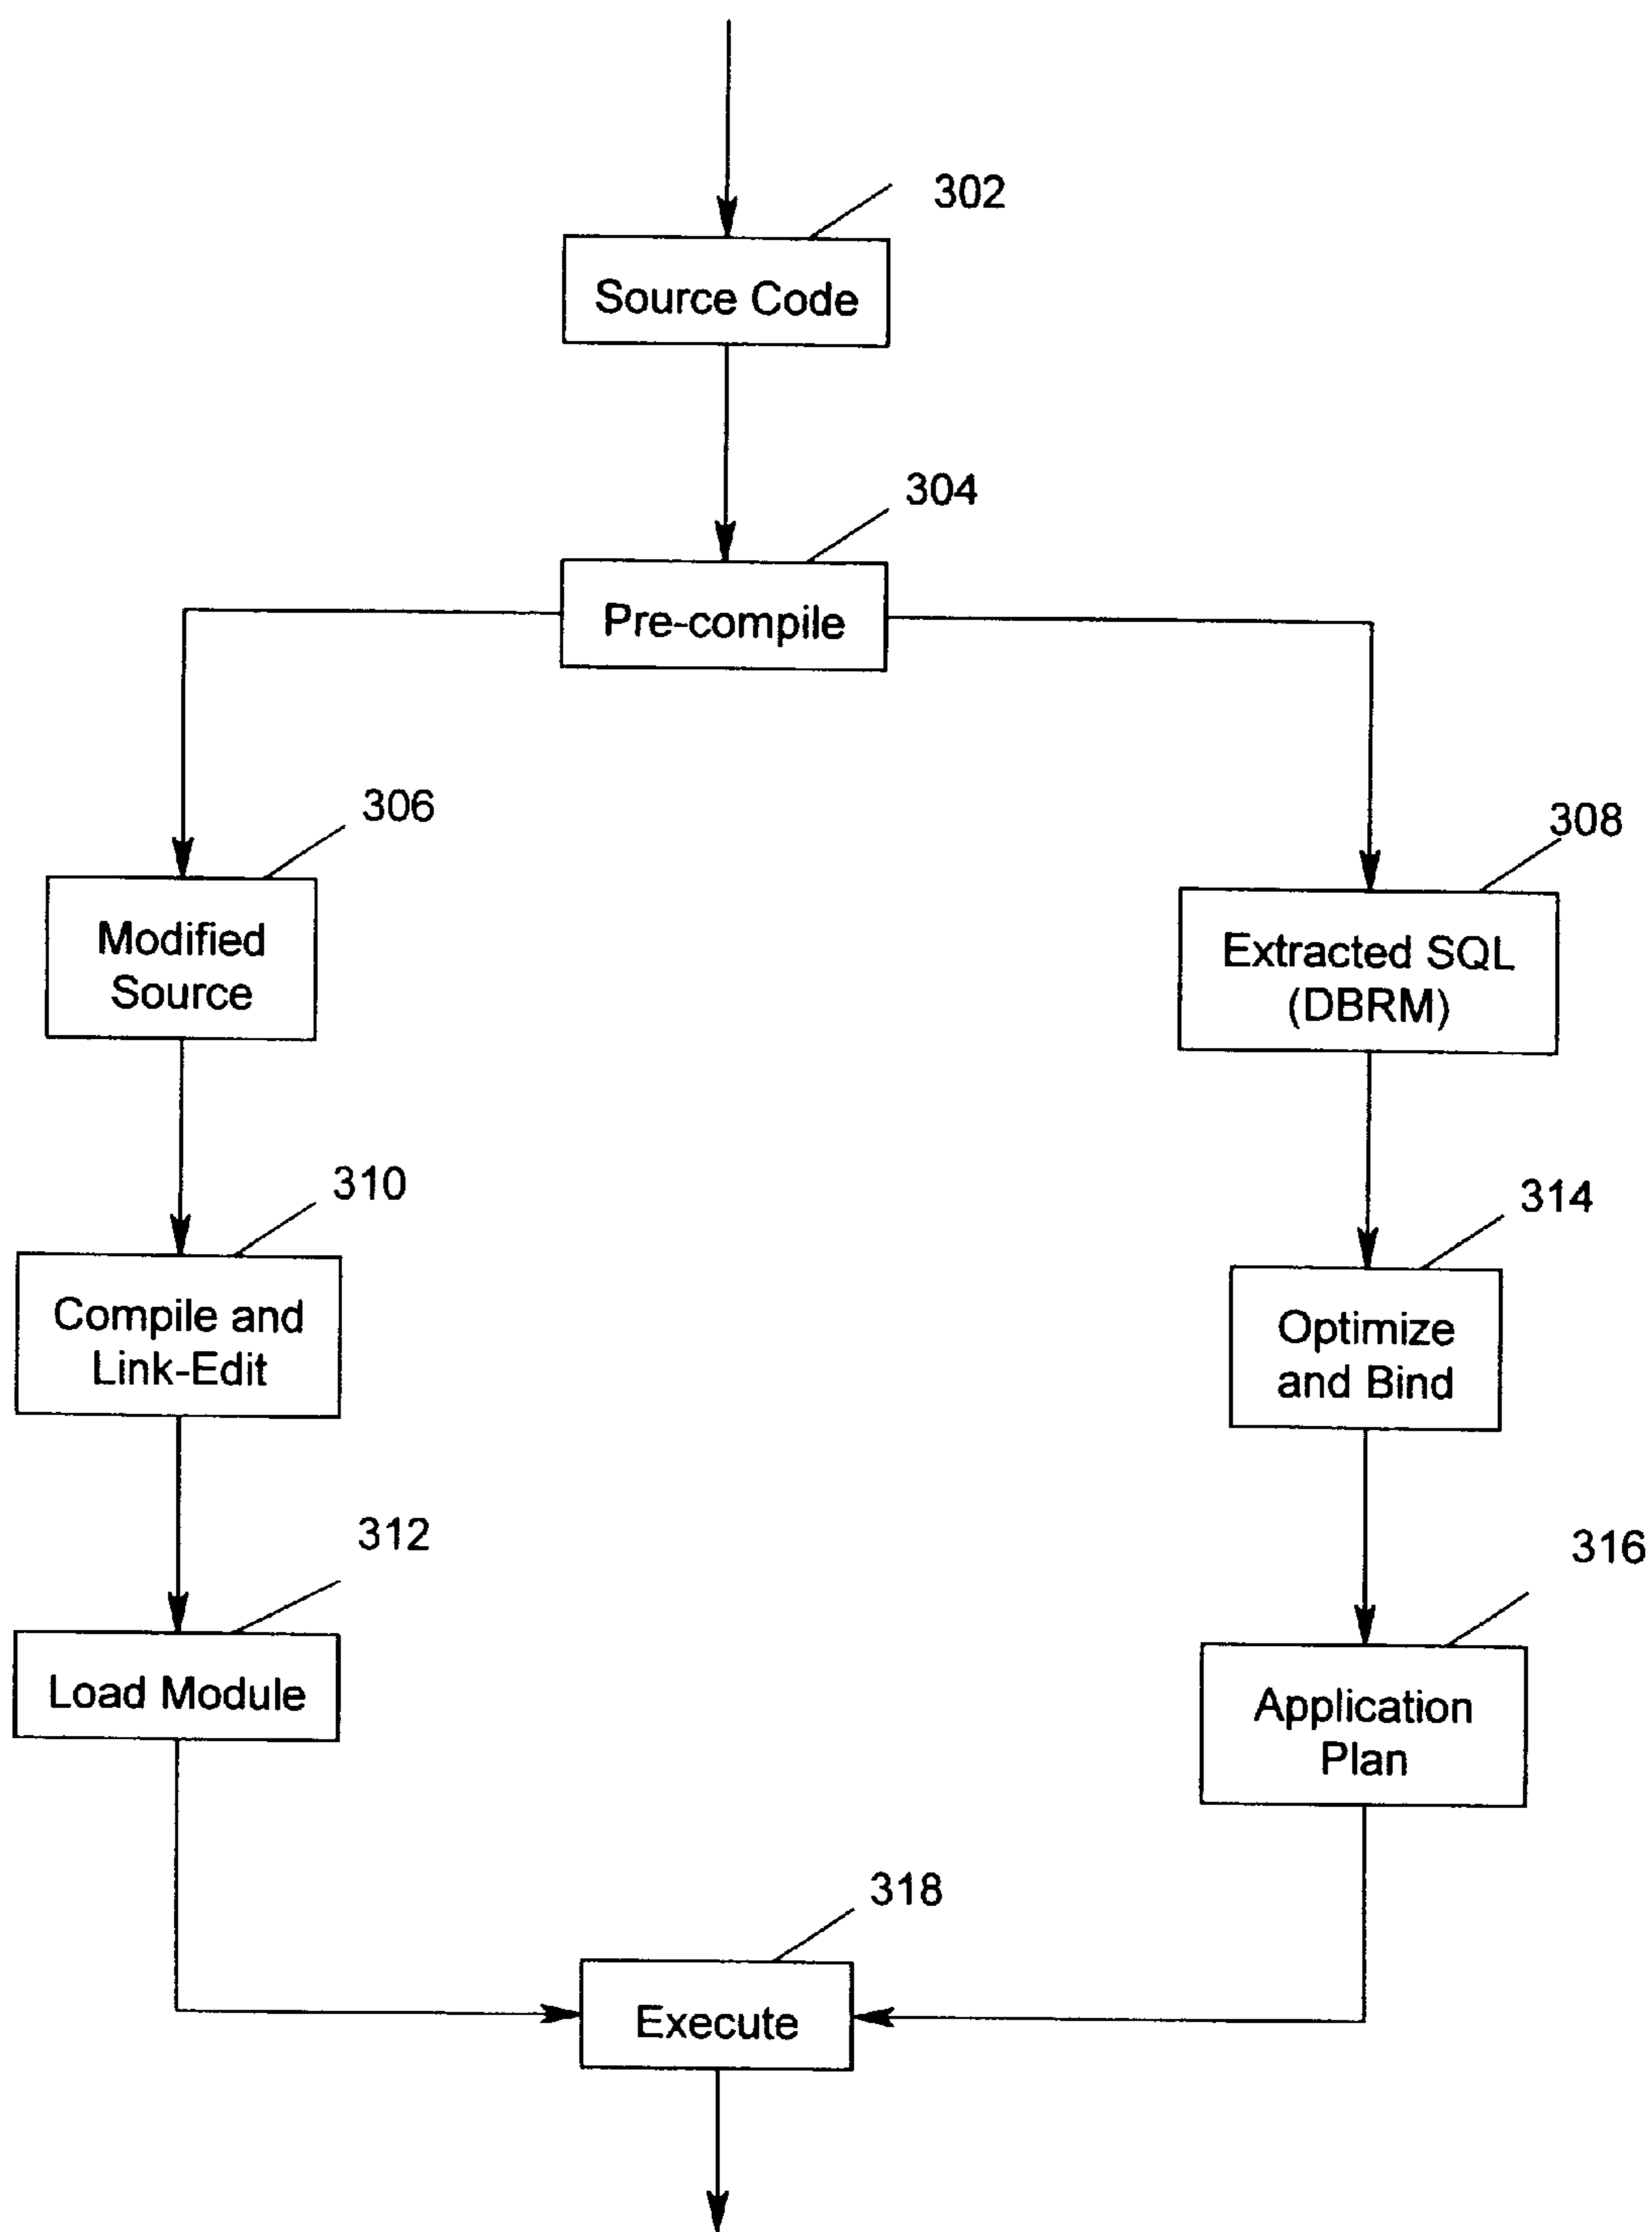 302
Source Code
304
Pre-compile
306
Modified
Source
308
Extracted SQL
(DBRM)
310
Compile and
Link-Edit
314
Optimize
and Bind
312
Load Module
316
Application
Plan
318
Execute